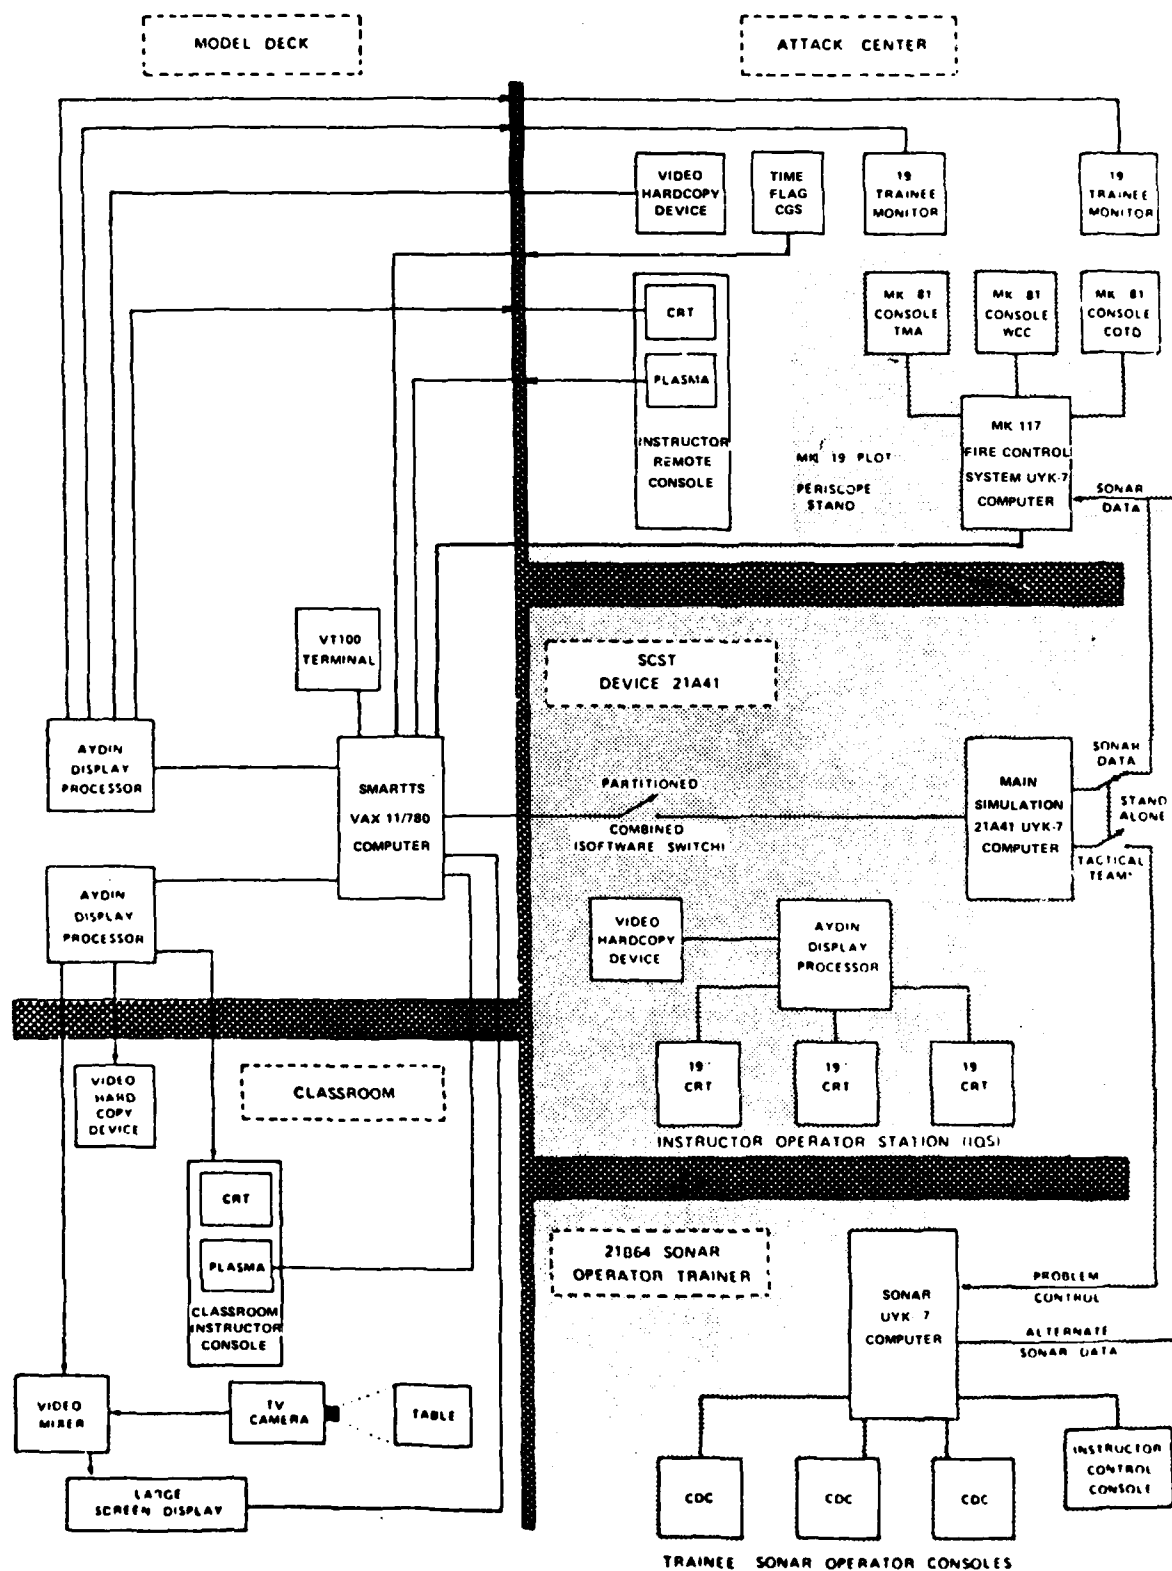 MODEL DECK
ATTACK CENTER
VIDEO
HARDCOPY
DEVICE
TIME
FLAG
CGS
19
TRAINEE
MONITOR
19
TRAINEE
MONITOR
CRT
PLASMA
INSTRUCTOR
REMOTE
CONSOLE
MK 81
CONSOLE
TMA
MK 81
CONSOLE
WCC
MK 81
CONSOLE
COTD
MK 19 PLOT
PERISCOPE
STAND
MK 117
FIRE CONTROL
SYSTEM UYK-7
COMPUTER
SONAR
DATA
VT100
TERMINAL
SCST
DEVICE 21A41
AYDIN
DISPLAY
PROCESSOR
SMARTTS
VAX 11/780
COMPUTER
PARTITIONED
COMBINED
(SOFTWARE SWITCH)
MAIN
SIMULATION
21A41 UYK-7
COMPUTER
SONAR
DATA
STAND
ALONE
TACTICAL
TEAM
AYDIN
DISPLAY
PROCESSOR
VIDEO
HARDCOPY
DEVICE
AYDIN
DISPLAY
PROCESSOR
19"
CRT
19"
CRT
19
CRT
INSTRUCTOR OPERATOR STATION (IOS)
VIDEO
HARD
COPY
DEVICE
CLASSROOM
CRT
PLASMA
CLASSROOM
INSTRUCTOR
CONSOLE
21B64 SONAR
OPERATOR TRAINER
SONAR
UYK-7
COMPUTER
PROBLEM
CONTROL
ALTERNATE
SONAR DATA
VIDEO
MIXER
TV
CAMERA
TABLE
LARGE
SCREEN DISPLAY
CDC
CDC
CDC
INSTRUCTOR
CONTROL
CONSOLE
TRAINEE SONAR OPERATOR CONSOLES